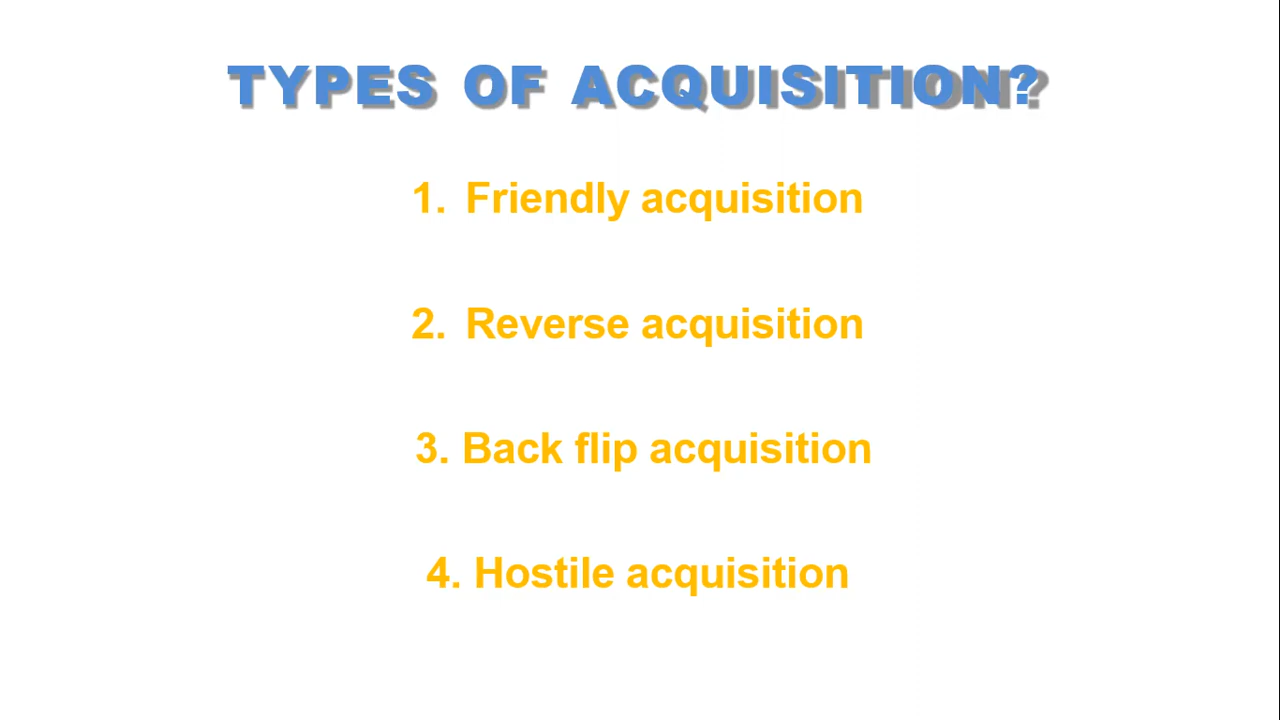 TYPES OF ACQUISITION?
1. Friendly acquisition
2. Reverse acquisition
3. Back flip acquisition
4. Hostile acquisition